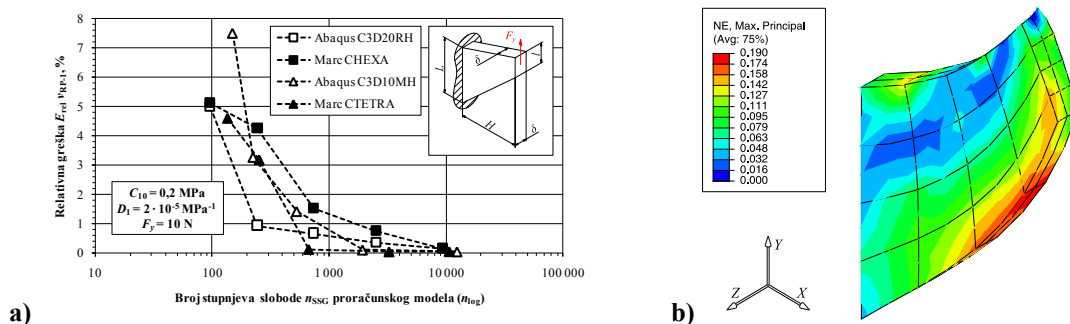 8
7
6
5
4
3
2
1
0
Relativna greška E_rel v_RP-1, %
Abaqus C3D20RH
Marc CHEXA
Abaqus C3D10MH
Marc CTETRA
F_y
δ
l
L
H
δ
C_10 = 0,2 MPa
D_1 = 2 · 10^-5 MPa^-1
F_y = 10 N
10 100 1 000 10 000 100 000
Broj stupnjeva slobode n_SSG proračunskog modela (n_log)
a)
NE, Max. Principal
(Avg: 75%)
0.190
0.174
0.158
0.142
0.127
0.111
0.095
0.079
0.063
0.048
0.032
0.016
0.000
Y
Z X
b)